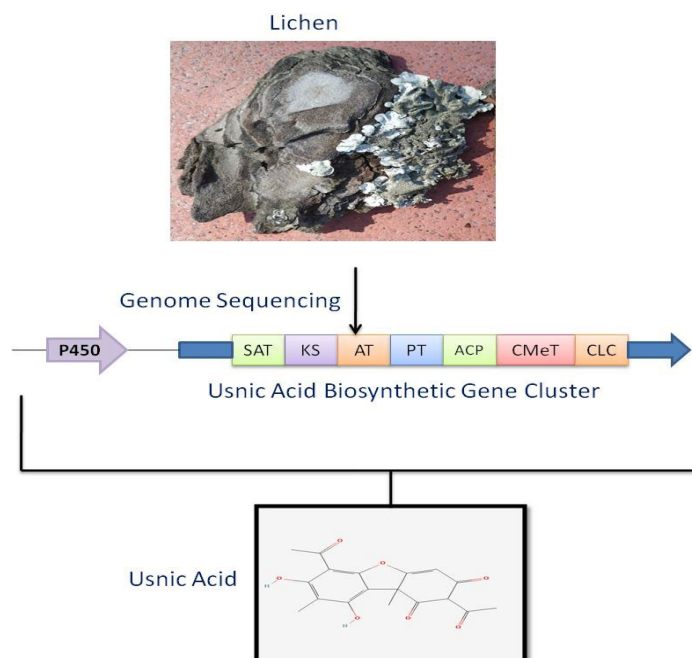 Lichen
Genome Sequencing
P450 SAT KS AT PT ACP CMeT CLC
Usnic Acid Biosynthetic Gene Cluster
Usnic Acid
O
O
H O
O
O
H
O
O